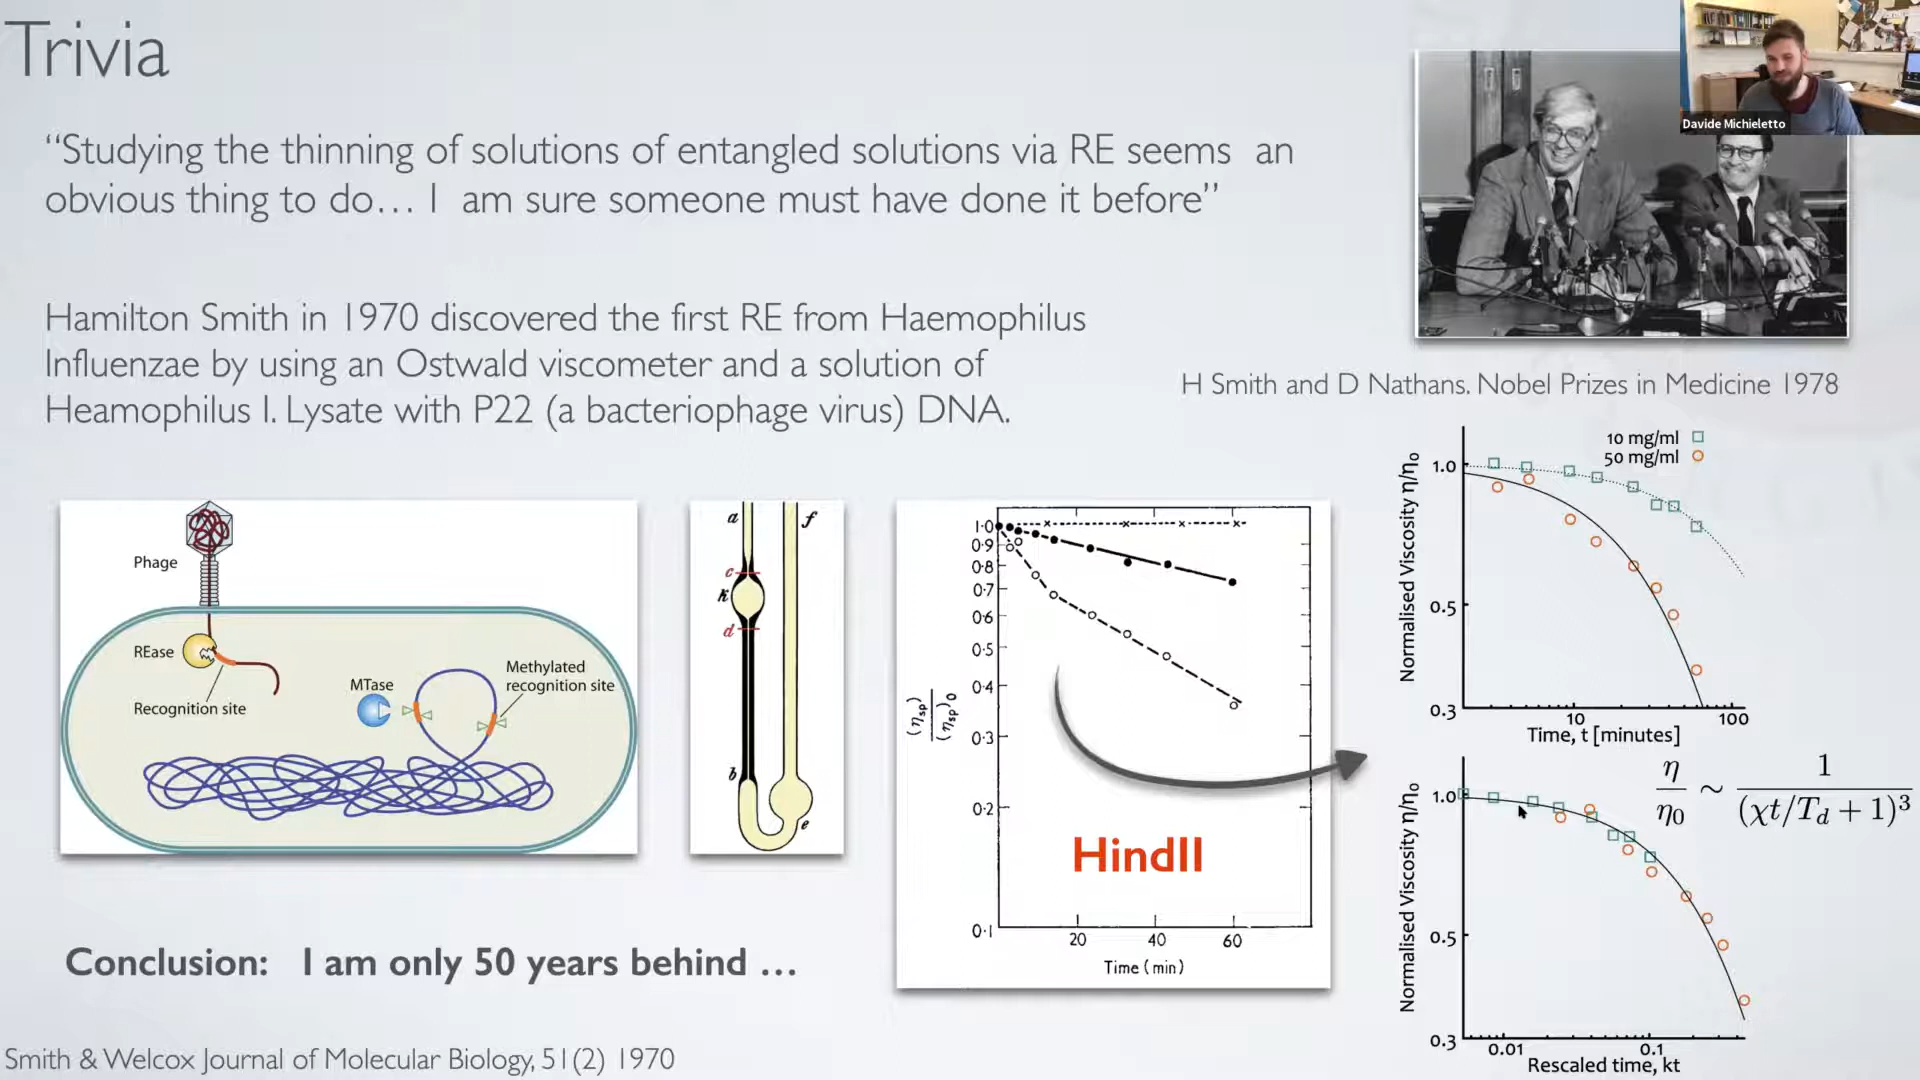 Trivia
Davide Michieletto
“Studying the thinning of solutions of entangled solutions via RE seems an
obvious thing to do… I am sure someone must have done it before”
Hamilton Smith in 1970 discovered the first RE from Haemophilus
Influenzae by using an Ostwald viscometer and a solution of
Heamophilus I. Lysate with P22 (a bacteriophage virus) DNA.
H Smith and D Nathans. Nobel Prizes in Medicine 1978
Phage
REase
Recognition site
MTase
Methylated
recognition site
a
f
c
k
d
b
e
1·0
0·9
0·8
0·7
0·6
0·5
0·4
0·3
0·2
0·1
(ηsp)
(ηsp)0
20 40 60
Time (min)
HindII
10 mg/ml
50 mg/ml
Normalised Viscosity η/η0
1.0
0.5
0.3
10 100
Time, t [minutes]
η/η0 ~ 1/(χt/Td + 1)³
Normalised Viscosity η/η0
1.0
0.5
0.3
0.01 0.1
Rescaled time, kt
Conclusion: I am only 50 years behind …
Smith & Welcox Journal of Molecular Biology, 51(2) 1970